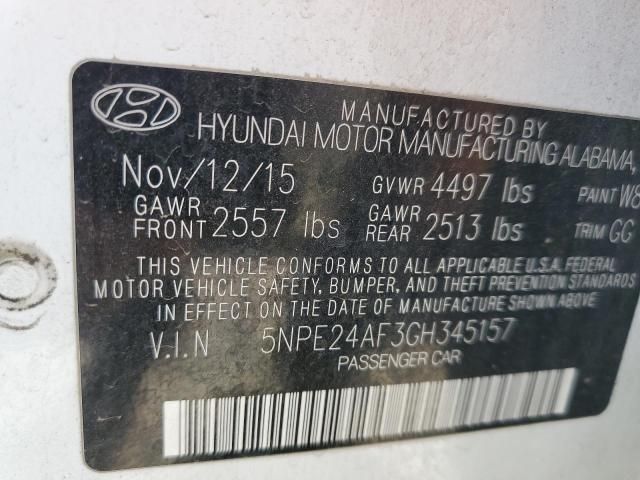 MANUFACTURED BY
HYUNDAI MOTOR MANUFACTURING ALABAMA,
Nov/12/15 GVWR 4497 lbs PAINT W8
GAWR FRONT 2557 lbs GAWR REAR 2513 lbs TRIM GG
THIS VEHICLE CONFORMS TO ALL APPLICABLE U.S.A. FEDERAL
MOTOR VEHICLE SAFETY, BUMPER, AND THEFT PREVENTION
IN EFFECT ON THE DATE OF MANUFACTURE SHOWN ABOVE.
V.I.N 5NPE24AF3GH345157
PASSENGER CAR